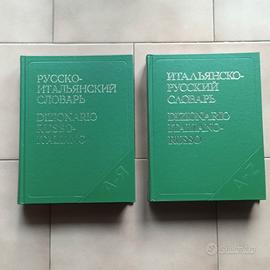 РУССКО-
ИТАЛЬЯНСКИЙ
СЛОВАРЬ
DIZIONARIO
RUSSO-
ITALIANO
А-Я
ИТАЛЬЯНСКО-
РУССКИЙ
СЛОВАРЬ
DIZIONARIO
ITALIANO-
RUSSO
A-Z